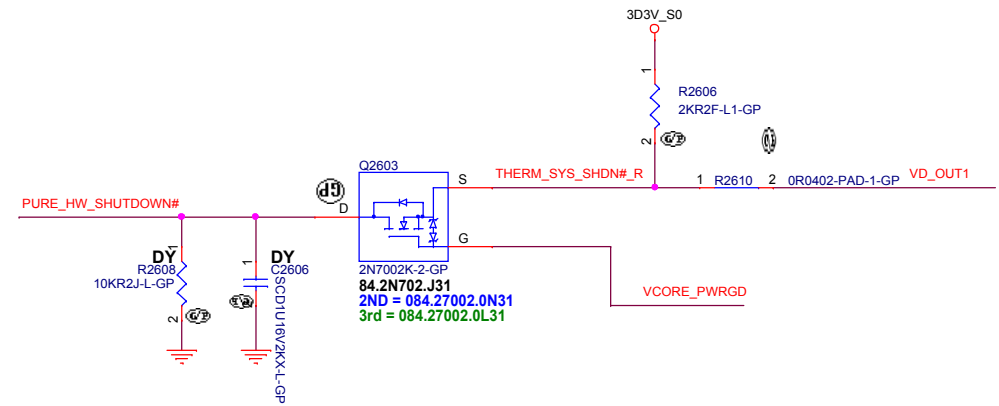 3D3V_S0
1
R2606
2KR2F-L1-GP
2
G/P
Q2603
GP
S
THERM_SYS_SHDN#_R
1
R2610
2
0R0402-PAD-1-GP
VD_OUT1
PURE_HW_SHUTDOWN#
D
G
DY
1
R2608
10KR2J-L-GP
2
G/P
DY
1
C2606
SCD1U16V2KX-L-GP
2N7002K-2-GP
84.2N702.J31
2ND = 084.27002.0N31
3rd = 084.27002.0L31
VCORE_PWRGD